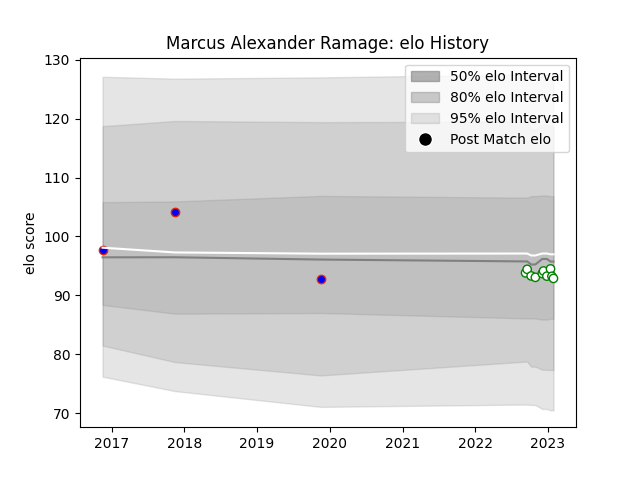 Marcus Alexander Ramage: elo History
elo score
130
120
110
100
90
80
70
50% elo Interval
80% elo Interval
95% elo Interval
Post Match elo
2017
2018
2019
2020
2021
2022
2023